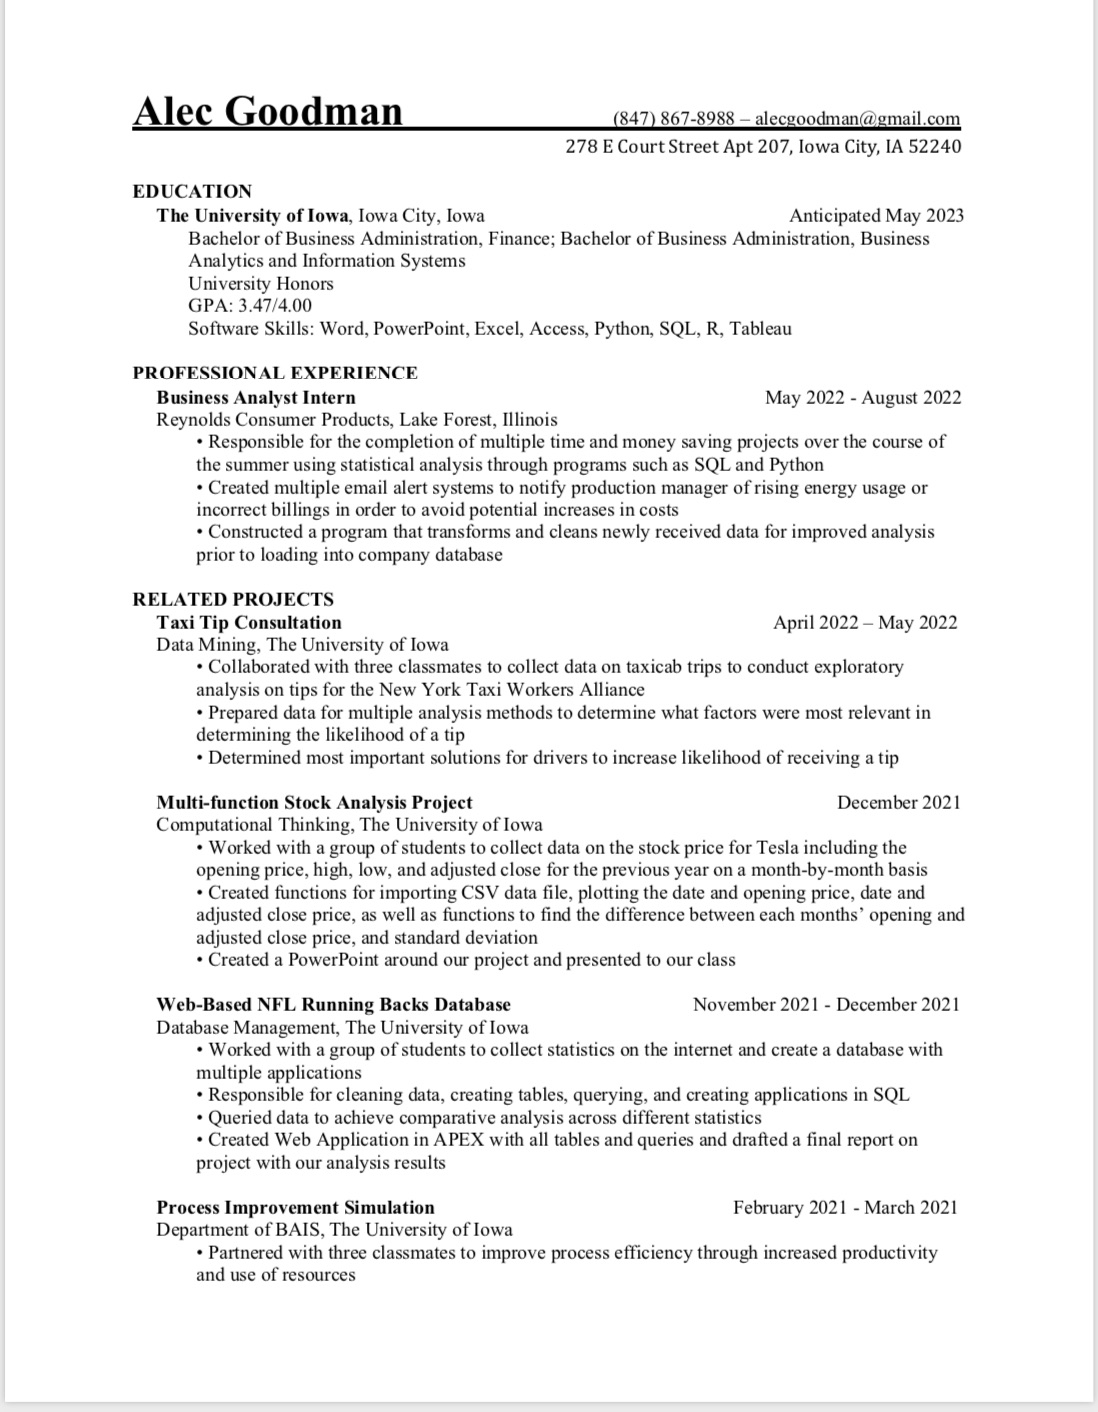 Alec Goodman (847) 867-8988 – alecgoodman@gmail.com
278 E Court Street Apt 207, Iowa City, IA 52240
EDUCATION
The University of Iowa, Iowa City, Iowa Anticipated May 2023
Bachelor of Business Administration, Finance; Bachelor of Business Administration, Business
Analytics and Information Systems
University Honors
GPA: 3.47/4.00
Software Skills: Word, PowerPoint, Excel, Access, Python, SQL, R, Tableau
PROFESSIONAL EXPERIENCE
Business Analyst Intern May 2022 - August 2022
Reynolds Consumer Products, Lake Forest, Illinois
• Responsible for the completion of multiple time and money saving projects over the course of
the summer using statistical analysis through programs such as SQL and Python
• Created multiple email alert systems to notify production manager of rising energy usage or
incorrect billings in order to avoid potential increases in costs
• Constructed a program that transforms and cleans newly received data for improved analysis
prior to loading into company database
RELATED PROJECTS
Taxi Tip Consultation April 2022 – May 2022
Data Mining, The University of Iowa
• Collaborated with three classmates to collect data on taxicab trips to conduct exploratory
analysis on tips for the New York Taxi Workers Alliance
• Prepared data for multiple analysis methods to determine what factors were most relevant in
determining the likelihood of a tip
• Determined most important solutions for drivers to increase likelihood of receiving a tip
Multi-function Stock Analysis Project December 2021
Computational Thinking, The University of Iowa
• Worked with a group of students to collect data on the stock price for Tesla including the
opening price, high, low, and adjusted close for the previous year on a month-by-month basis
• Created functions for importing CSV data file, plotting the date and opening price, date and
adjusted close price, as well as functions to find the difference between each months’ opening and
adjusted close price, and standard deviation
• Created a PowerPoint around our project and presented to our class
Web-Based NFL Running Backs Database November 2021 - December 2021
Database Management, The University of Iowa
• Worked with a group of students to collect statistics on the internet and create a database with
multiple applications
• Responsible for cleaning data, creating tables, querying, and creating applications in SQL
• Queried data to achieve comparative analysis across different statistics
• Created Web Application in APEX with all tables and queries and drafted a final report on
project with our analysis results
Process Improvement Simulation February 2021 - March 2021
Department of BAIS, The University of Iowa
• Partnered with three classmates to improve process efficiency through increased productivity
and use of resources